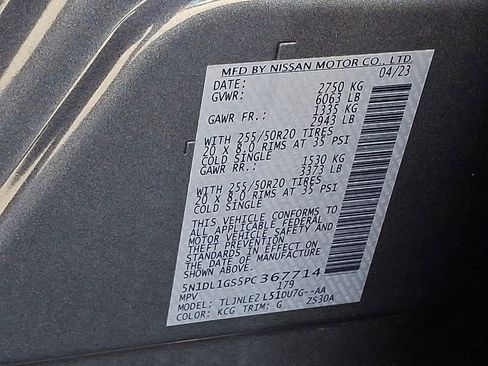 MFD BY NISSAN MOTOR CO., LTD
DATE: 04/23
GVWR: 2750 KG
6063 LB
GAWR FR.: 1335 KG
2943 LB
WITH 255/50R20 TIRES
20 X 8.0 RIMS AT 35 PSI
COLD SINGLE
GAWR RR.: 1530 KG
3373 LB
WITH 255/50R20 TIRES
20 X 8.0 RIMS AT 35 PSI
COLD SINGLE
THIS VEHICLE CONFORMS TO
ALL APPLICABLE FEDERAL
MOTOR VEHICLE SAFETY AND
THEFT PREVENTION
STANDARDS IN EFFECT ON
THE DATE OF MANUFACTURE
SHOWN ABOVE.
5N1DL1GS5PC367714
MPV 179
MODEL: TLJNLE2 L51DU7G--AA
COLOR: KCG TRIM: G ZS30A